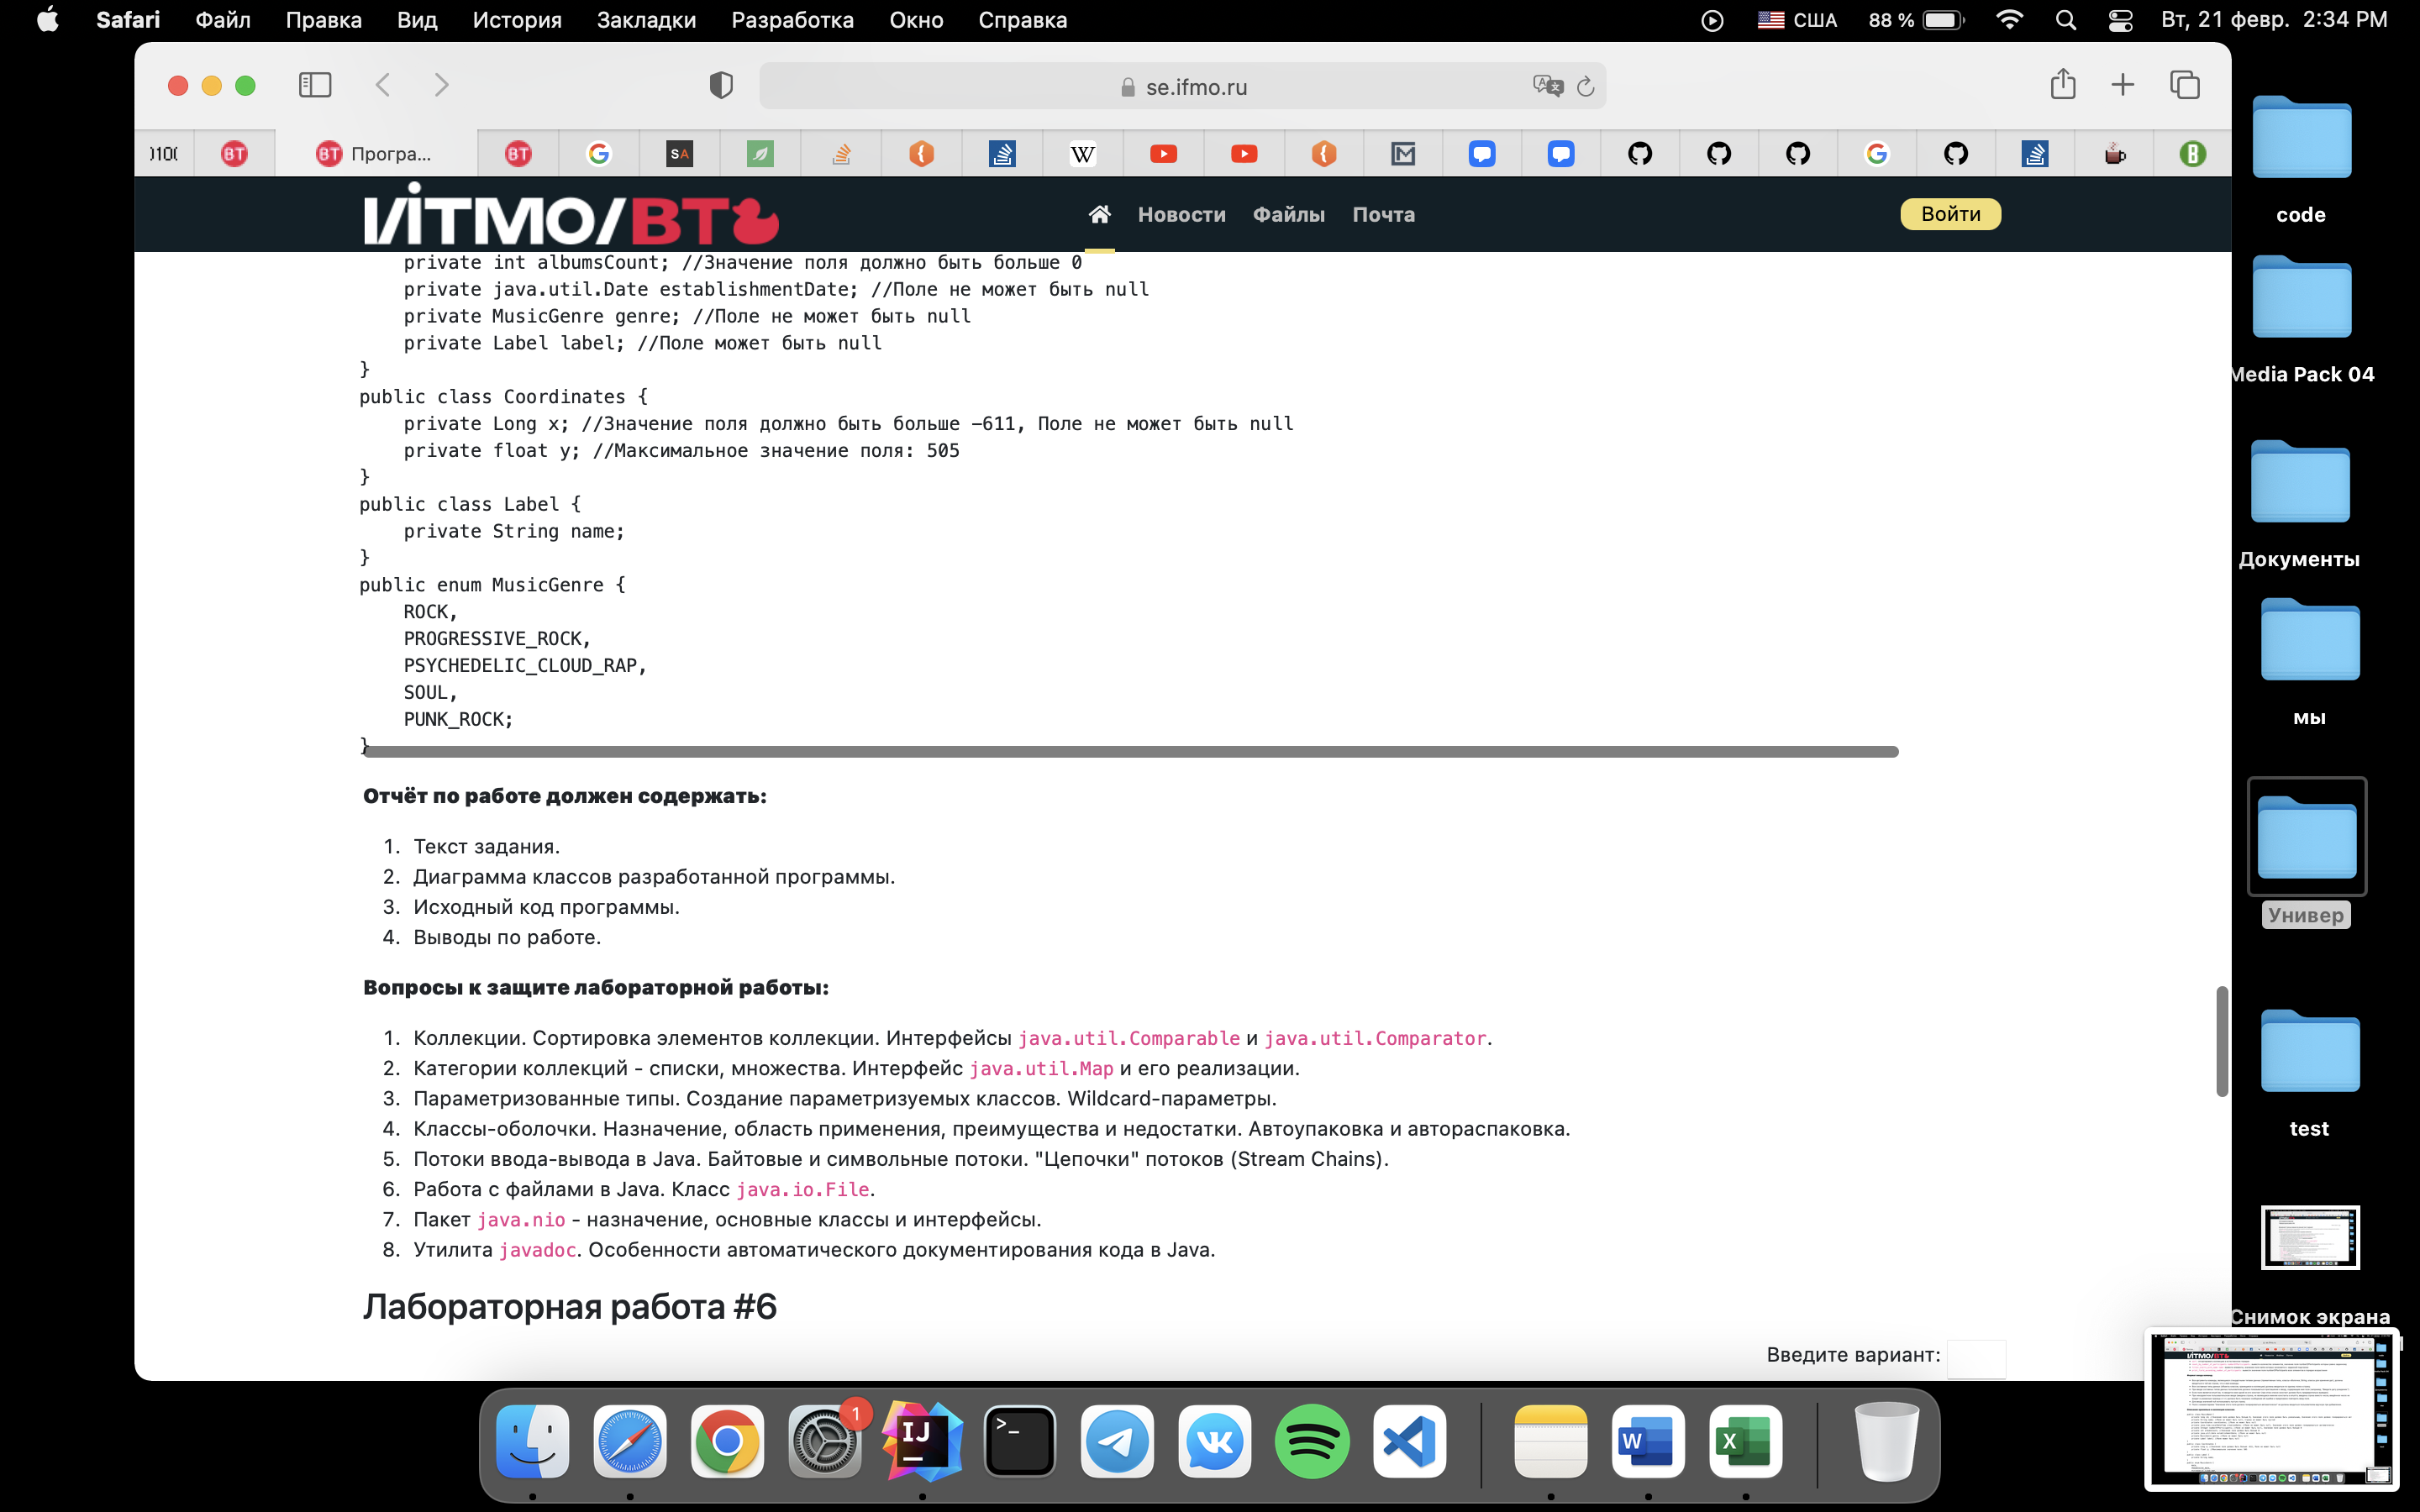 Safari Файл Правка Вид История Закладки Разработка Окно Справка США 88 % Вт, 21 февр. 2:34 PM
se.ifmo.ru
BT BT Програ... BT SA W
ИТМО/ВТ Новости Файлы Почта Войти
private int albumsCount; //Значение поля должно быть больше 0
private java.util.Date establishmentDate; //Поле не может быть null
private MusicGenre genre; //Поле не может быть null
private Label label; //Поле может быть null
}
public class Coordinates {
private Long x; //Значение поля должно быть больше -611, Поле не может быть null
private float y; //Максимальное значение поля: 505
}
public class Label {
private String name;
}
public enum MusicGenre {
ROCK,
PROGRESSIVE_ROCK,
PSYCHEDELIC_CLOUD_RAP,
SOUL,
PUNK_ROCK;
}
Отчёт по работе должен содержать:
1. Текст задания.
2. Диаграмма классов разработанной программы.
3. Исходный код программы.
4. Выводы по работе.
Вопросы к защите лабораторной работы:
1. Коллекции. Сортировка элементов коллекции. Интерфейсы java.util.Comparable и java.util.Comparator.
2. Категории коллекций - списки, множества. Интерфейс java.util.Map и его реализации.
3. Параметризованные типы. Создание параметризуемых классов. Wildcard-параметры.
4. Классы-оболочки. Назначение, область применения, преимущества и недостатки. Автоупаковка и автораспаковка.
5. Потоки ввода-вывода в Java. Байтовые и символьные потоки. "Цепочки" потоков (Stream Chains).
6. Работа с файлами в Java. Класс java.io.File.
7. Пакет java.nio - назначение, основные классы и интерфейсы.
8. Утилита javadoc. Особенности автоматического документирования кода в Java.
Лабораторная работа #6
Введите вариант:
code
Media Pack 04
Документы
мы
Универ
test
Снимок экрана
1
IJ
W
X